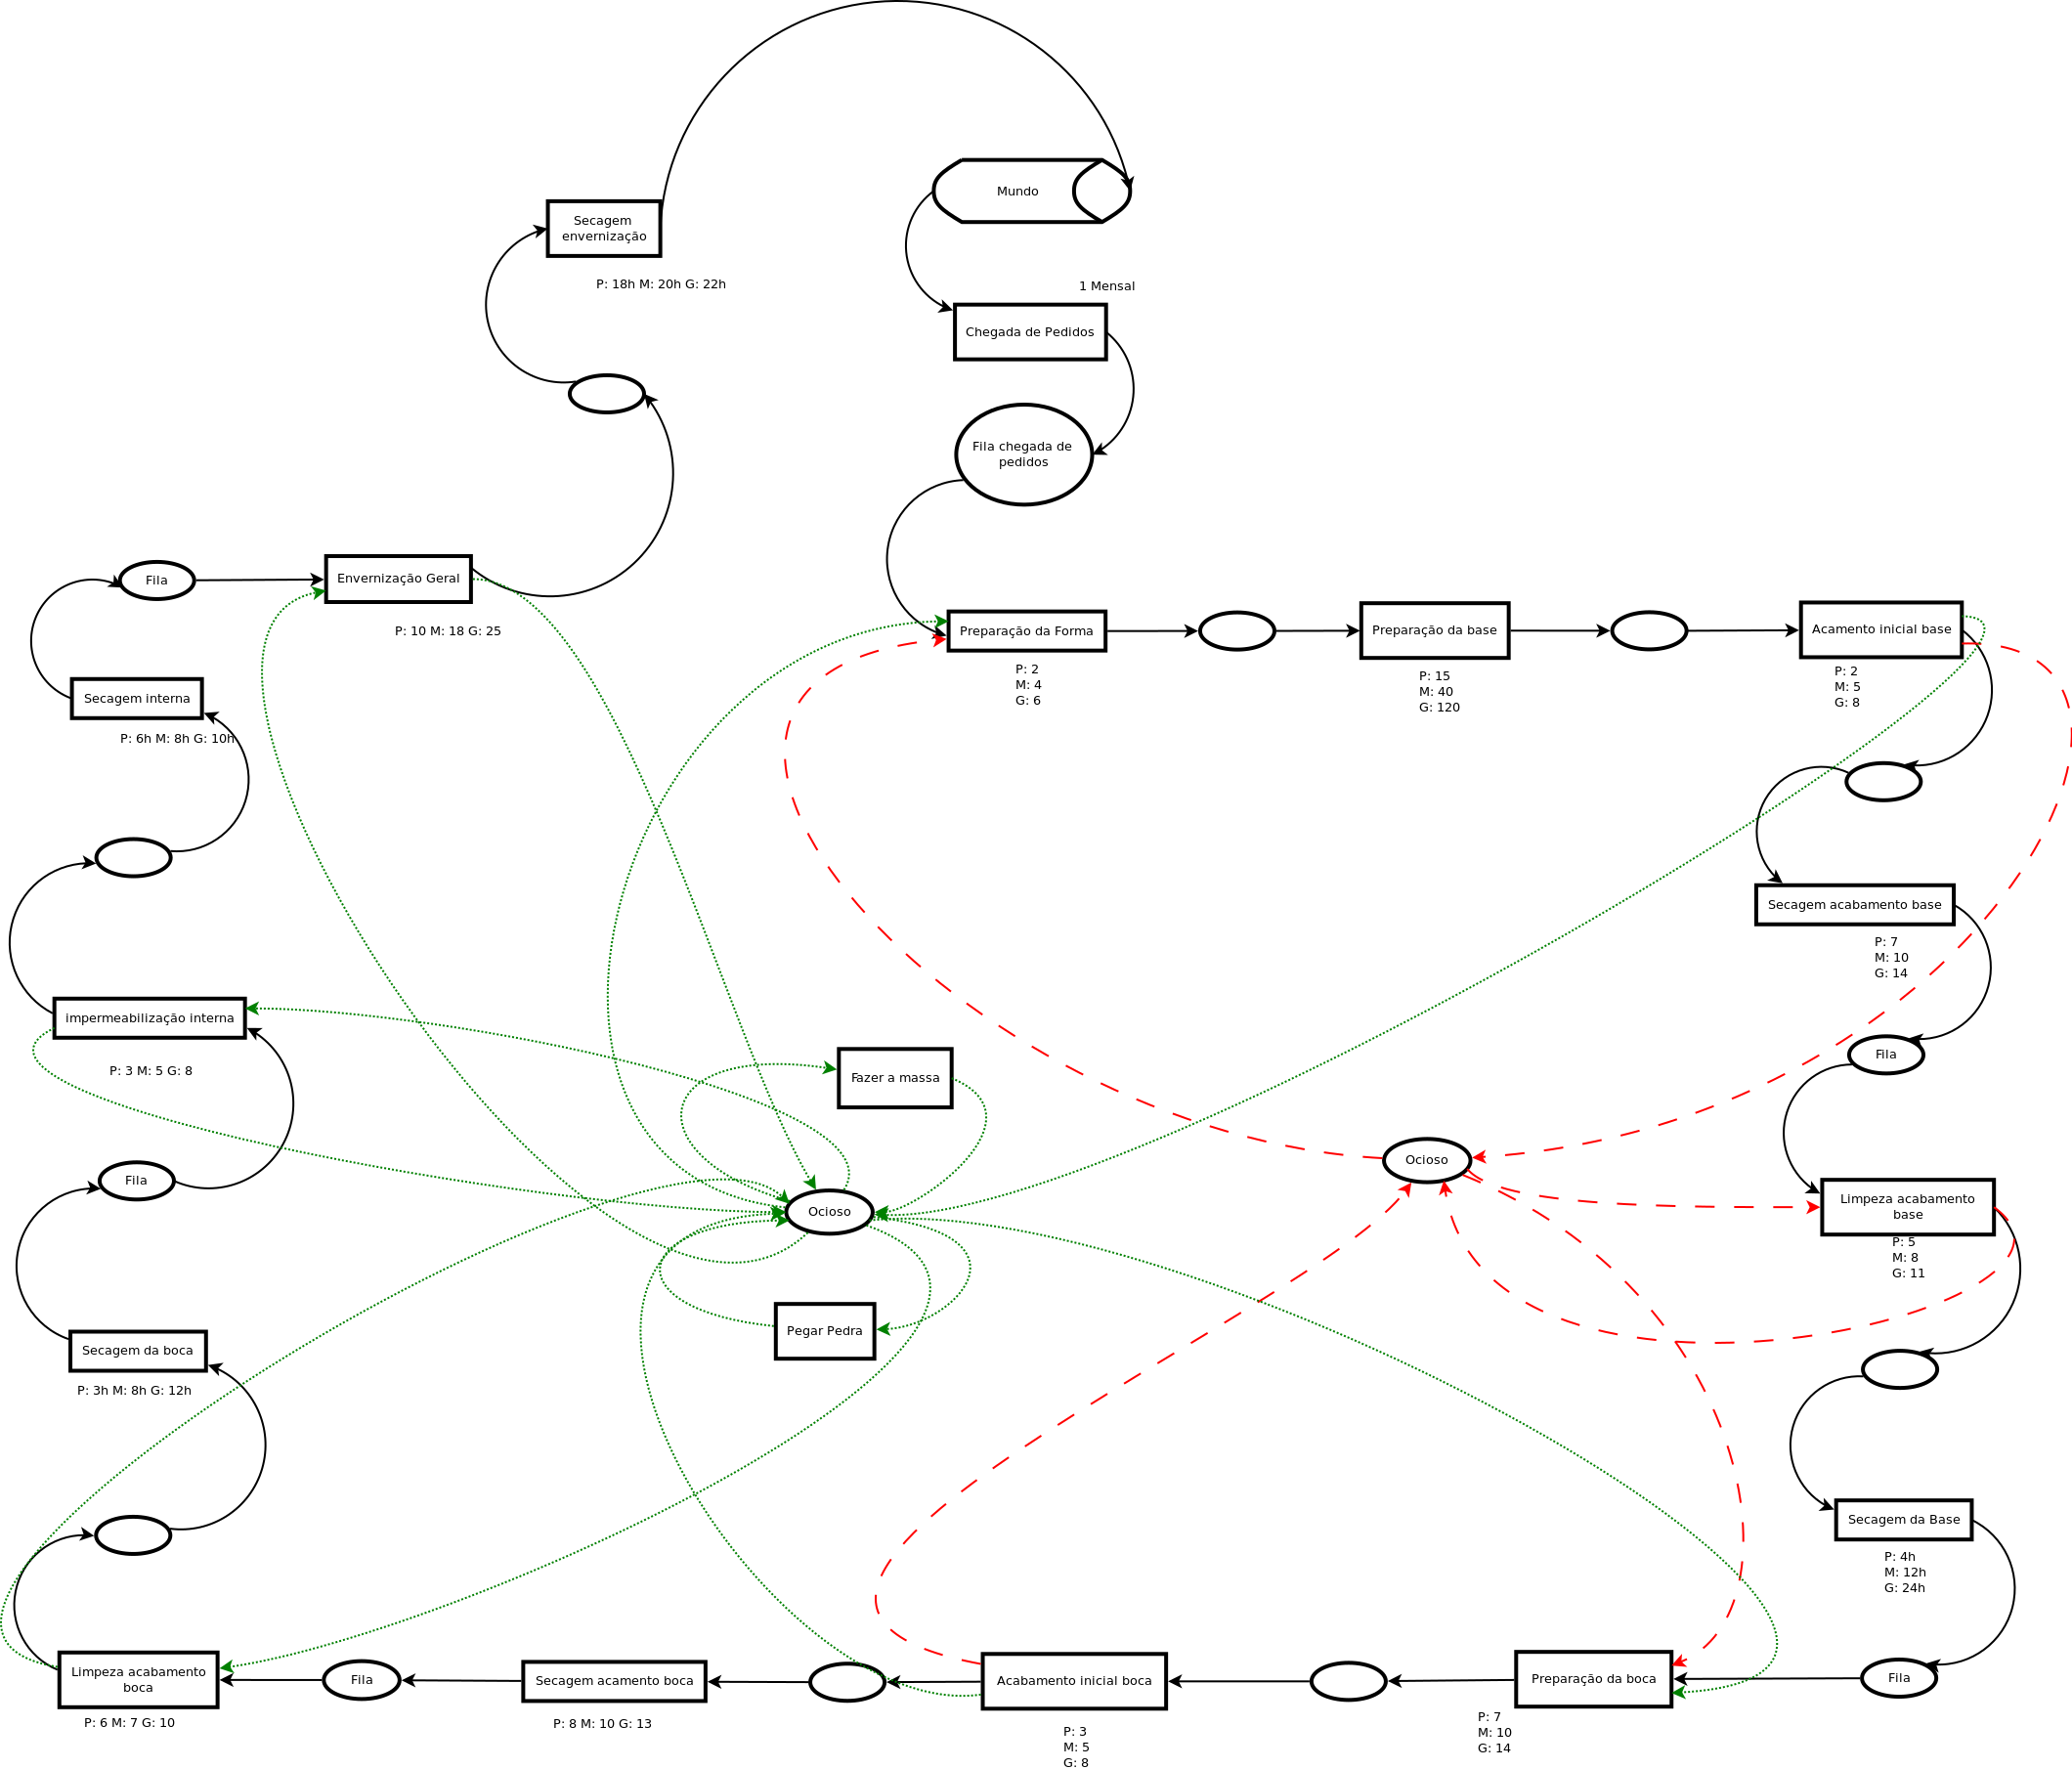 Mundo
Secagem
envernização
P: 18h M: 20h G: 22h
1 Mensal
Chegada de Pedidos
Fila chegada de
pedidos
Fila
Envernização Geral
P: 10 M: 18 G: 25
Preparação da Forma
P: 2
M: 4
G: 6
Preparação da base
P: 15
M: 40
G: 120
Acamento inicial base
P: 2
M: 5
G: 8
Secagem interna
P: 6h M: 8h G: 10h
Secagem acabamento base
P: 7
M: 10
G: 14
impermeabilização interna
P: 3 M: 5 G: 8
Fazer a massa
Fila
Ocioso
Fila
Ocioso
Limpeza acabamento
base
P: 5
M: 8
G: 11
Pegar Pedra
Secagem da boca
P: 3h M: 8h G: 12h
Secagem da Base
P: 4h
M: 12h
G: 24h
Limpeza acabamento
boca
P: 6 M: 7 G: 10
Fila
Secagem acamento boca
P: 8 M: 10 G: 13
Acabamento inicial boca
P: 3
M: 5
G: 8
Preparação da boca
P: 7
M: 10
G: 14
Fila